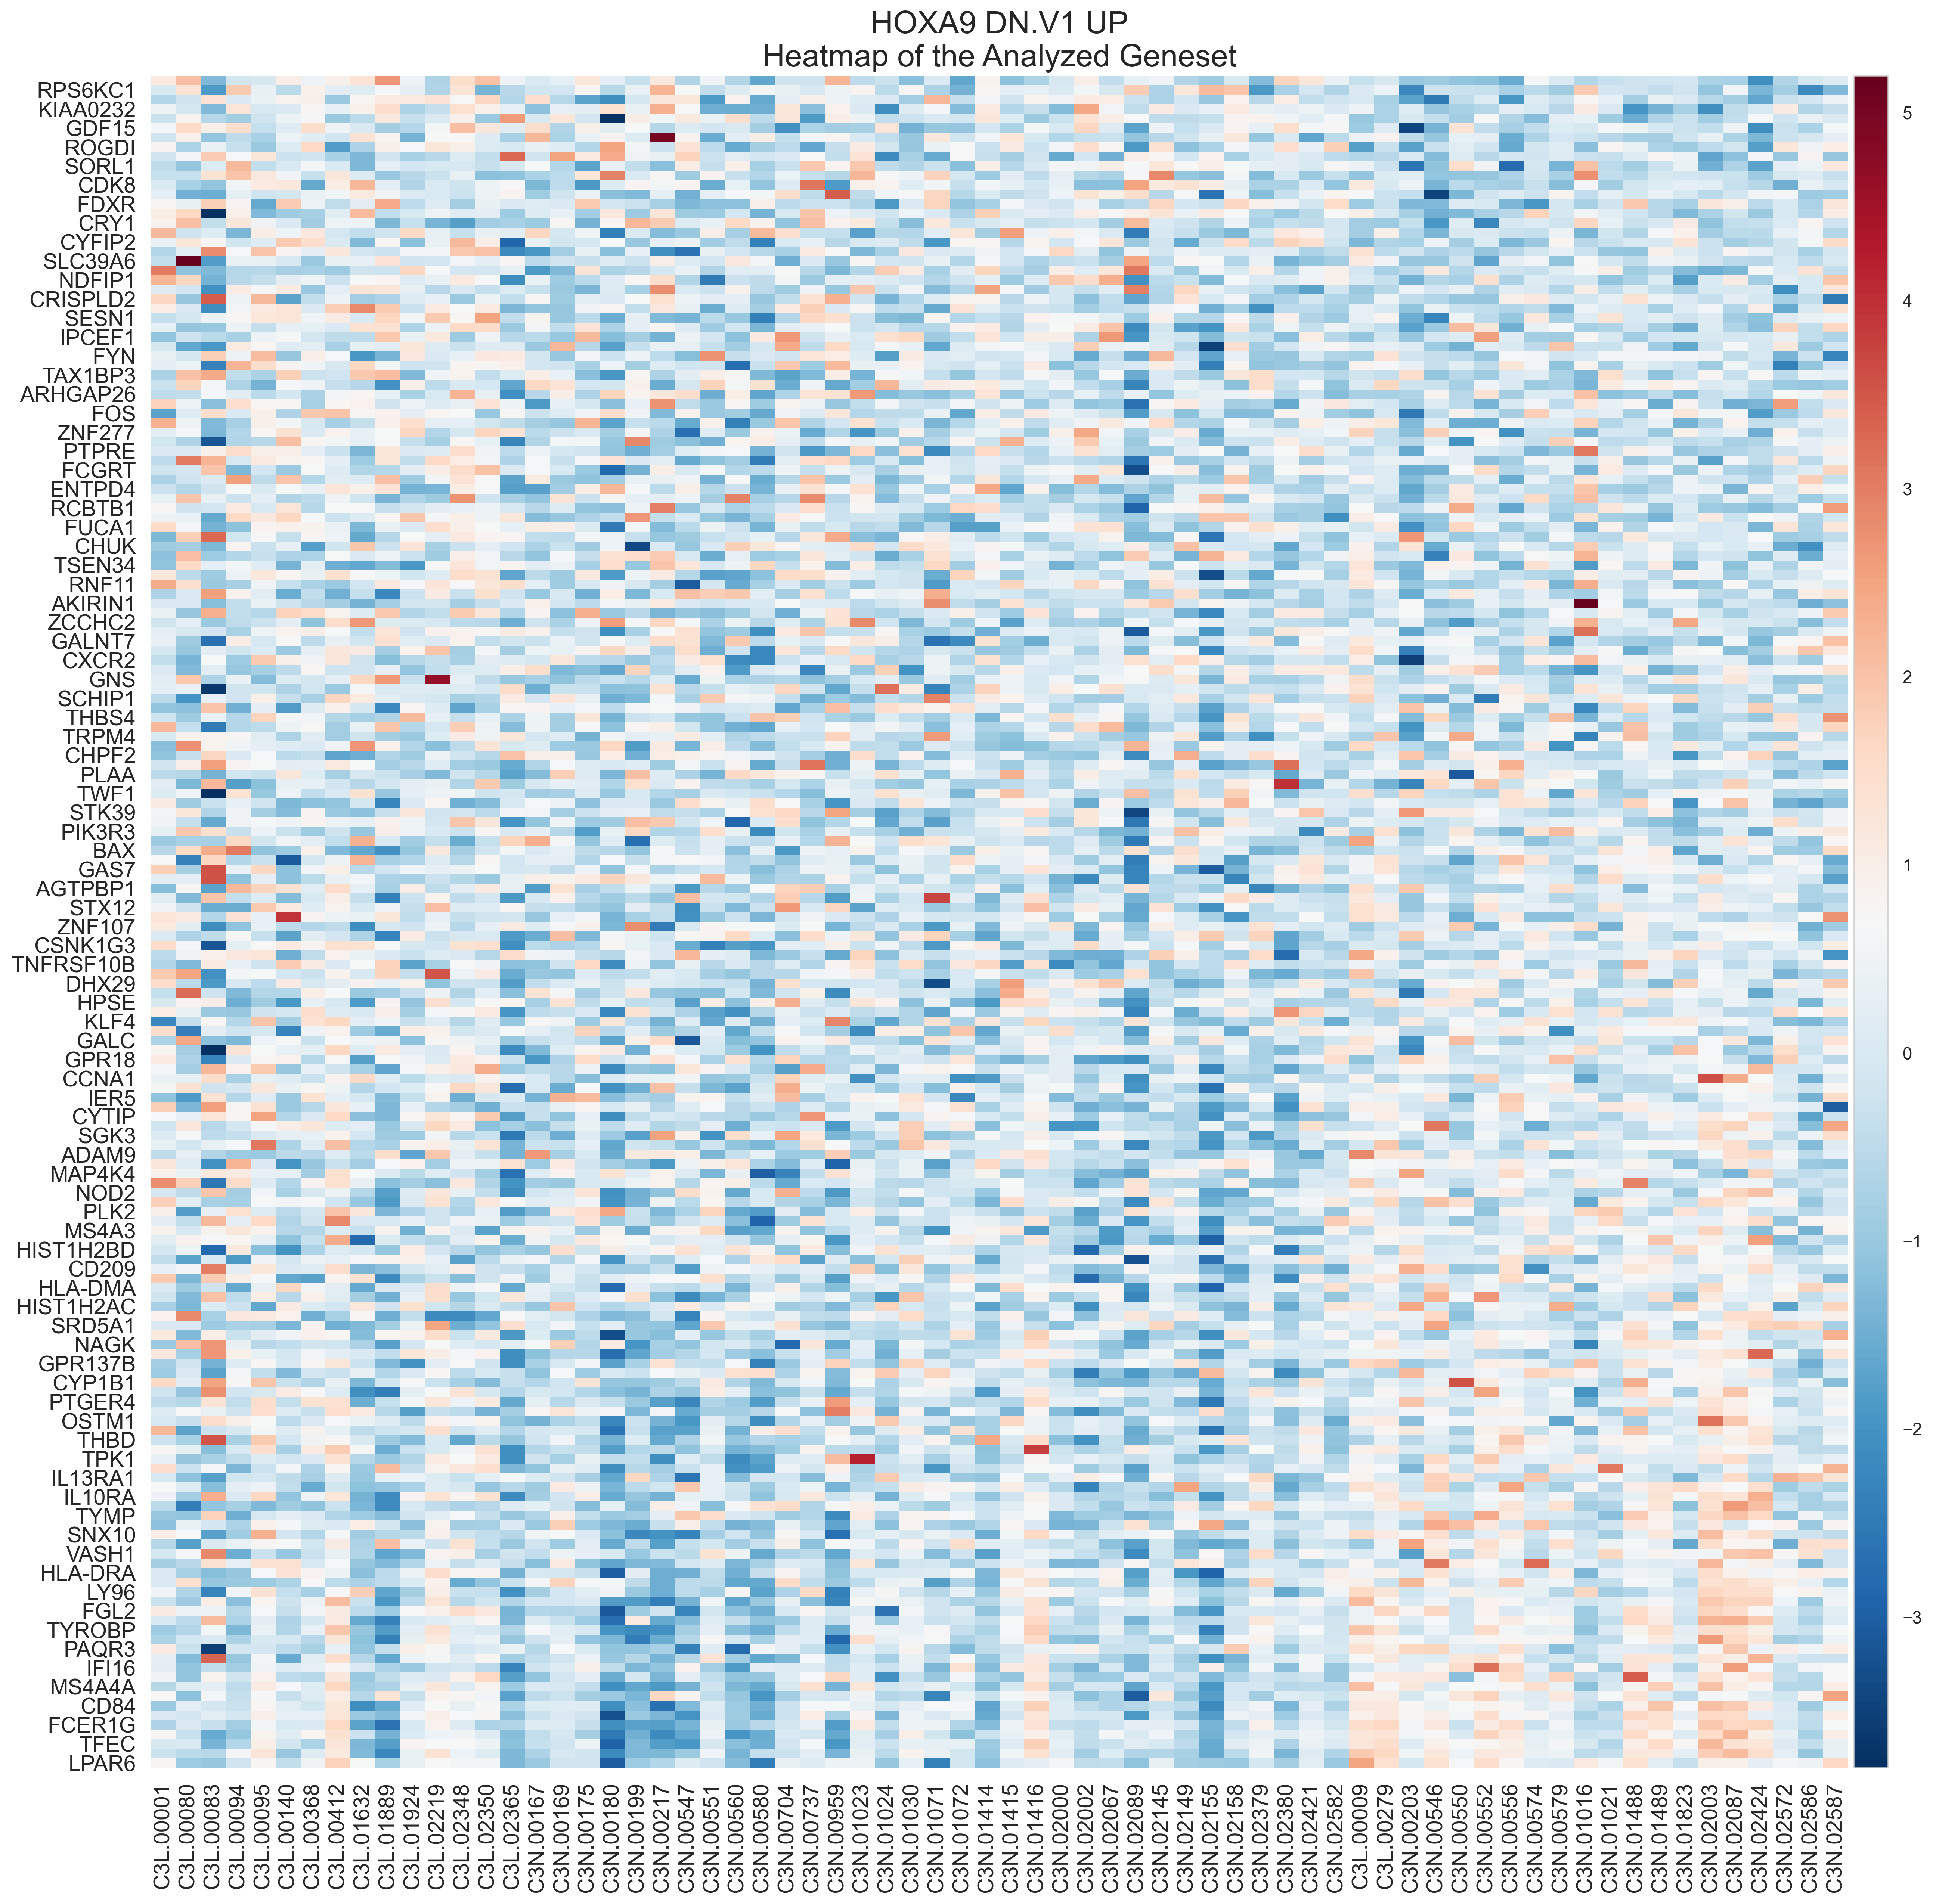 HOXA9 DN.V1 UP
Heatmap of the Analyzed Geneset
RPS6KC1
KIAA0232
GDF15
ROGDI
SORL1
CDK8
FDXR
CRY1
CYFIP2
SLC39A6
NDFIP1
CRISPLD2
SESN1
IPCEF1
FYN
TAX1BP3
ARHGAP26
FOS
ZNF277
PTPRE
FCGRT
ENTPD4
RCBTB1
FUCA1
CHUK
TSEN34
RNF11
AKIRIN1
ZCCHC2
GALNT7
CXCR2
GNS
SCHIP1
THBS4
TRPM4
CHPF2
PLAA
TWF1
STK39
PIK3R3
BAX
GAS7
AGTPBP1
STX12
ZNF107
CSNK1G3
TNFRSF10B
DHX29
HPSE
KLF4
GALC
GPR18
CCNA1
IER5
CYTIP
SGK3
ADAM9
MAP4K4
NOD2
PLK2
MS4A3
HIST1H2BD
CD209
HLA-DMA
HIST1H2AC
SRD5A1
NAGK
GPR137B
CYP1B1
PTGER4
OSTM1
THBD
TPK1
IL13RA1
IL10RA
TYMP
SNX10
VASH1
HLA-DRA
LY96
FGL2
TYROBP
PAQR3
IFI16
MS4A4A
CD84
FCER1G
TFEC
LPAR6
5
4
3
2
1
0
−1
−2
−3
C3L.00001
C3L.00080
C3L.00083
C3L.00094
C3L.00095
C3L.00140
C3L.00368
C3L.00412
C3L.01632
C3L.01889
C3L.01924
C3L.02219
C3L.02348
C3L.02350
C3L.02365
C3N.00167
C3N.00169
C3N.00175
C3N.00180
C3N.00199
C3N.00217
C3N.00547
C3N.00551
C3N.00560
C3N.00580
C3N.00704
C3N.00737
C3N.00959
C3N.01023
C3N.01024
C3N.01030
C3N.01071
C3N.01072
C3N.01414
C3N.01415
C3N.01416
C3N.02000
C3N.02002
C3N.02067
C3N.02089
C3N.02145
C3N.02149
C3N.02155
C3N.02158
C3N.02379
C3N.02380
C3N.02421
C3N.02582
C3L.00009
C3L.00279
C3N.00203
C3N.00546
C3N.00550
C3N.00552
C3N.00556
C3N.00574
C3N.00579
C3N.01016
C3N.01021
C3N.01488
C3N.01489
C3N.01823
C3N.02003
C3N.02087
C3N.02424
C3N.02572
C3N.02586
C3N.02587